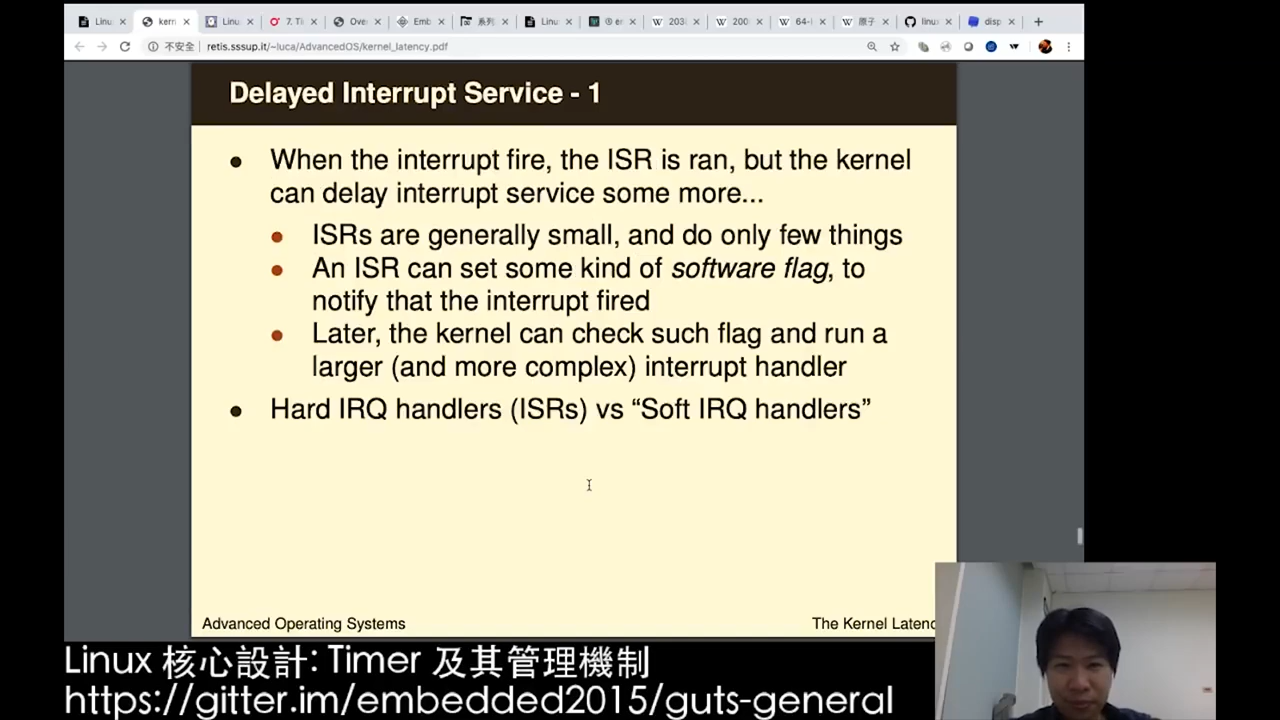 Linu
kern
Linu
7. Ti
Over
Emb
系列
Linu
® er
203
200
64-l
原子
linux
disp
不安全 | retis.sssup.it/~luca/AdvancedOS/kernel_latency.pdf
Delayed Interrupt Service - 1
When the interrupt fire, the ISR is ran, but the kernel
can delay interrupt service some more...
ISRs are generally small, and do only few things
An ISR can set some kind of software flag, to
notify that the interrupt fired
Later, the kernel can check such flag and run a
larger (and more complex) interrupt handler
Hard IRQ handlers (ISRs) vs “Soft IRQ handlers”
Advanced Operating Systems
The Kernel Latenc
Linux 核心設計: Timer 及其管理機制
https://gitter.im/embedded2015/guts-general